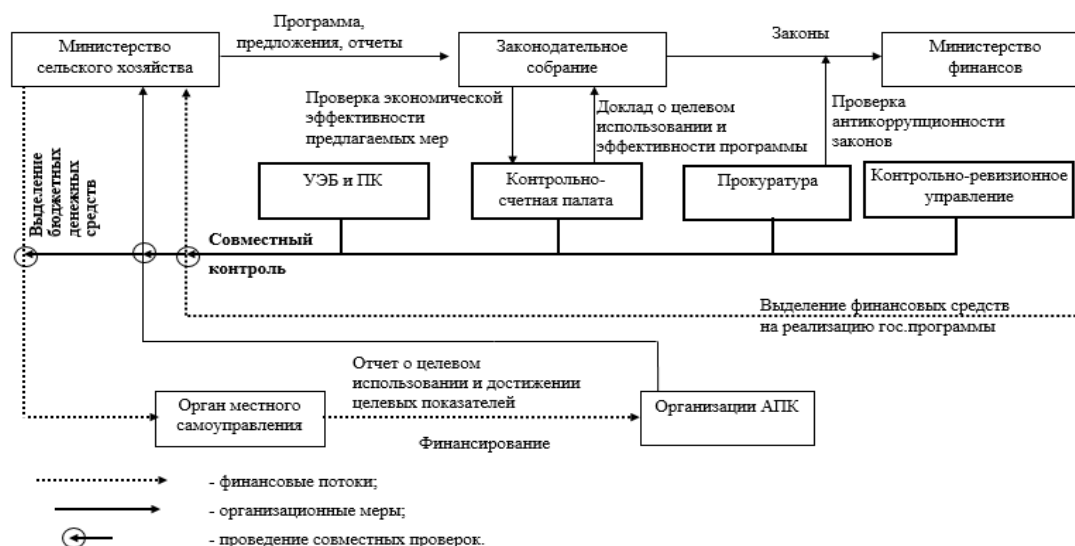 Программа,
предложения, отчеты
Законы
Министерство
сельского хозяйства
Законодательное
собрание
Министерство
финансов
Проверка экономической
эффективности
предлагаемых мер
Доклад о целевом
использовании и
эффективности программы
Проверка
антикоррупционности
законов
Выделение
бюджетных
денежных
средств
УЭБ и ПК
Контрольно-
счетная палата
Прокуратура
Контрольно-ревизионное
управление
Совместный
контроль
Выделение финансовых средств
на реализацию гос.программы
Отчет о целевом
использовании и достижении
целевых показателей
Орган местного
самоуправления
Организации АПК
Финансирование
- финансовые потоки;
- организационные меры;
- проведение совместных проверок.